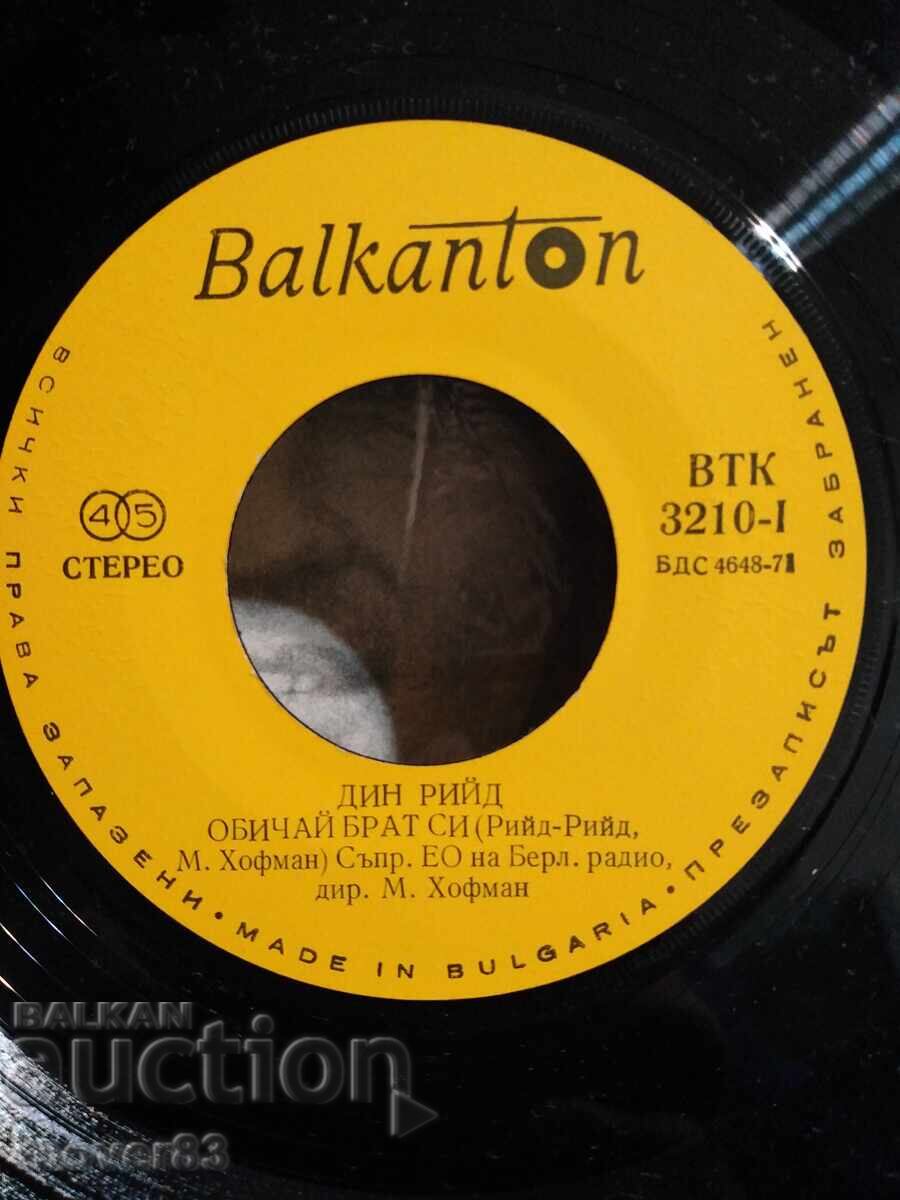 Balkanton
ВСИЧКИ ПРАВА ЗАПАЗЕНИ • MADE IN BULGARIA • ПРЕЗАПИСЪТ ЗАБРАНЕН
45
СТЕРЕО
ВТК
3210-I
БДС 4648-71
ДИН РИЙД
ОБИЧАЙ БРАТ СИ (Рийд-Рийд,
М. Хофман) Съпр. ЕО на Берл. радио,
дир. М. Хофман
BALKAN
auction
mover83